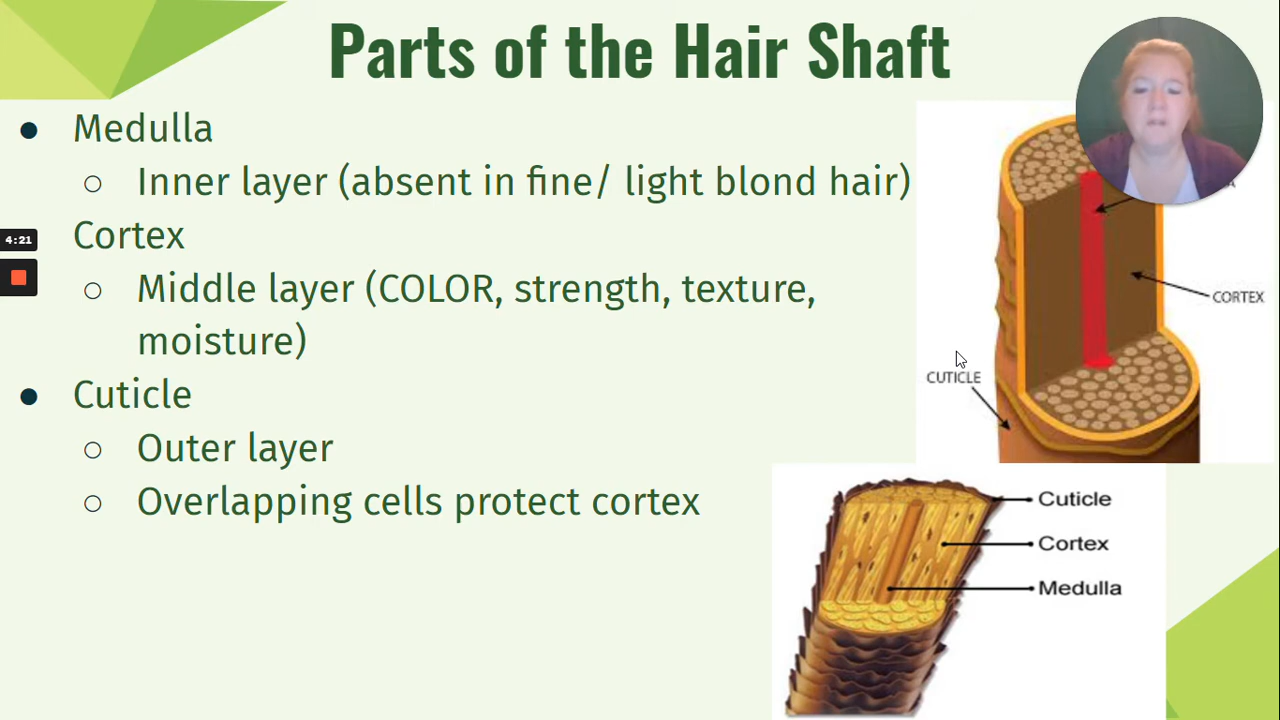 Parts of the Hair Shaft
Medulla
Inner layer (absent in fine/ light blond hair)
4:21
Cortex
Middle layer (COLOR, strength, texture,
moisture)
Cuticle
Outer layer
Overlapping cells protect cortex
CORTEX
CUTICLE
Cuticle
Cortex
Medulla